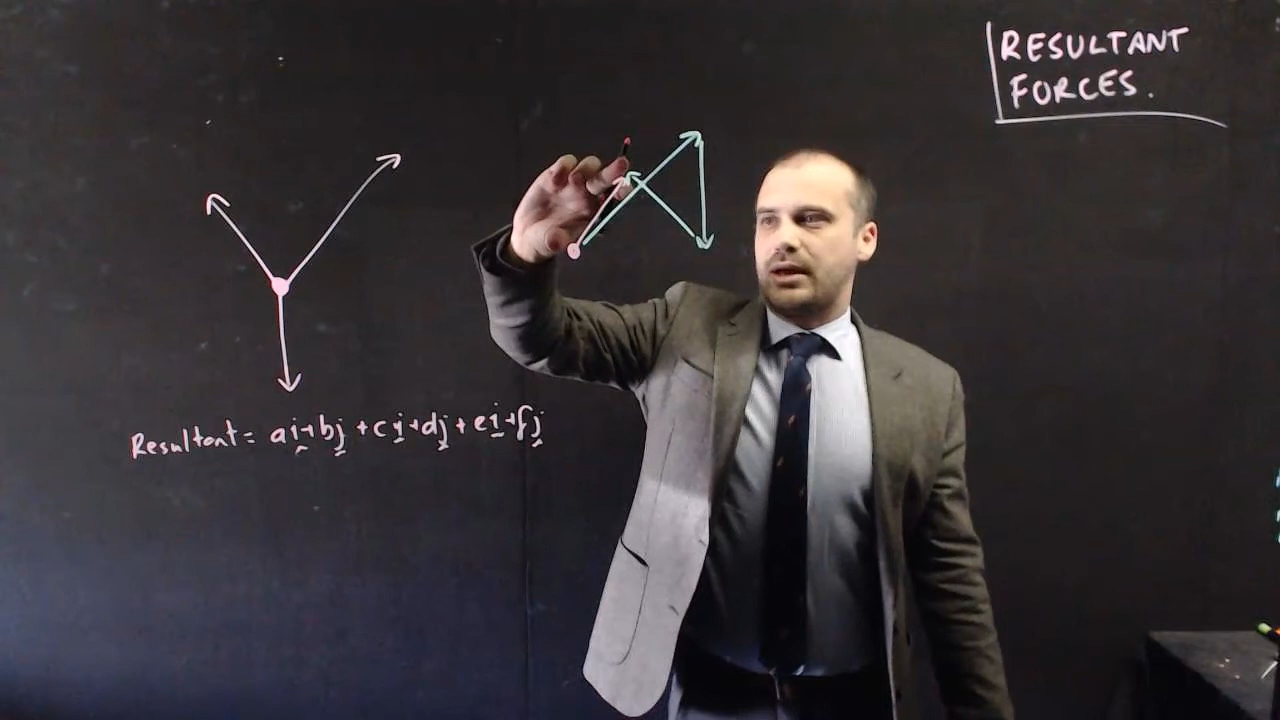 RESULTANT
FORCES.
Resultant = ai+bj +ci+dj + ei+fj